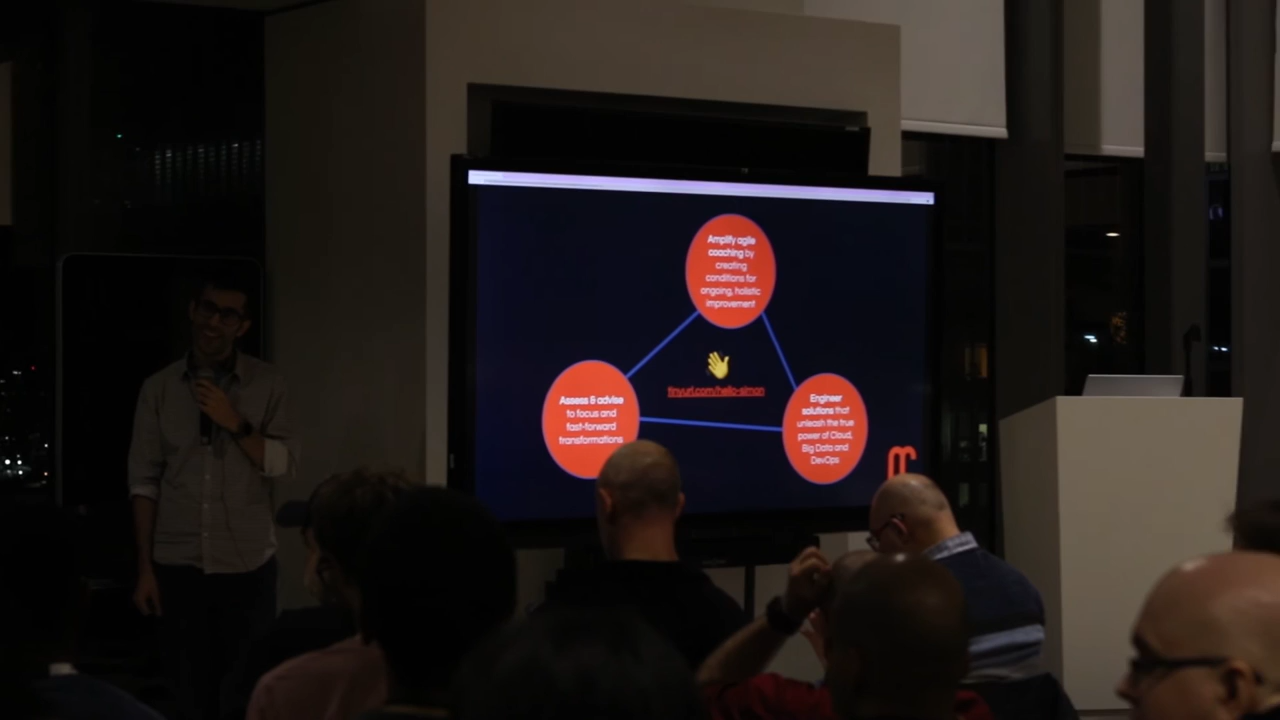 Amplify agile
coaching by
creating
conditions for
ongoing, holistic
improvement
tinyurl.com/hello-simon
Assess & advise
to focus and
fast-forward
transformations
Engineer
solutions that
unleash the true
power of Cloud,
Big Data and
DevOps